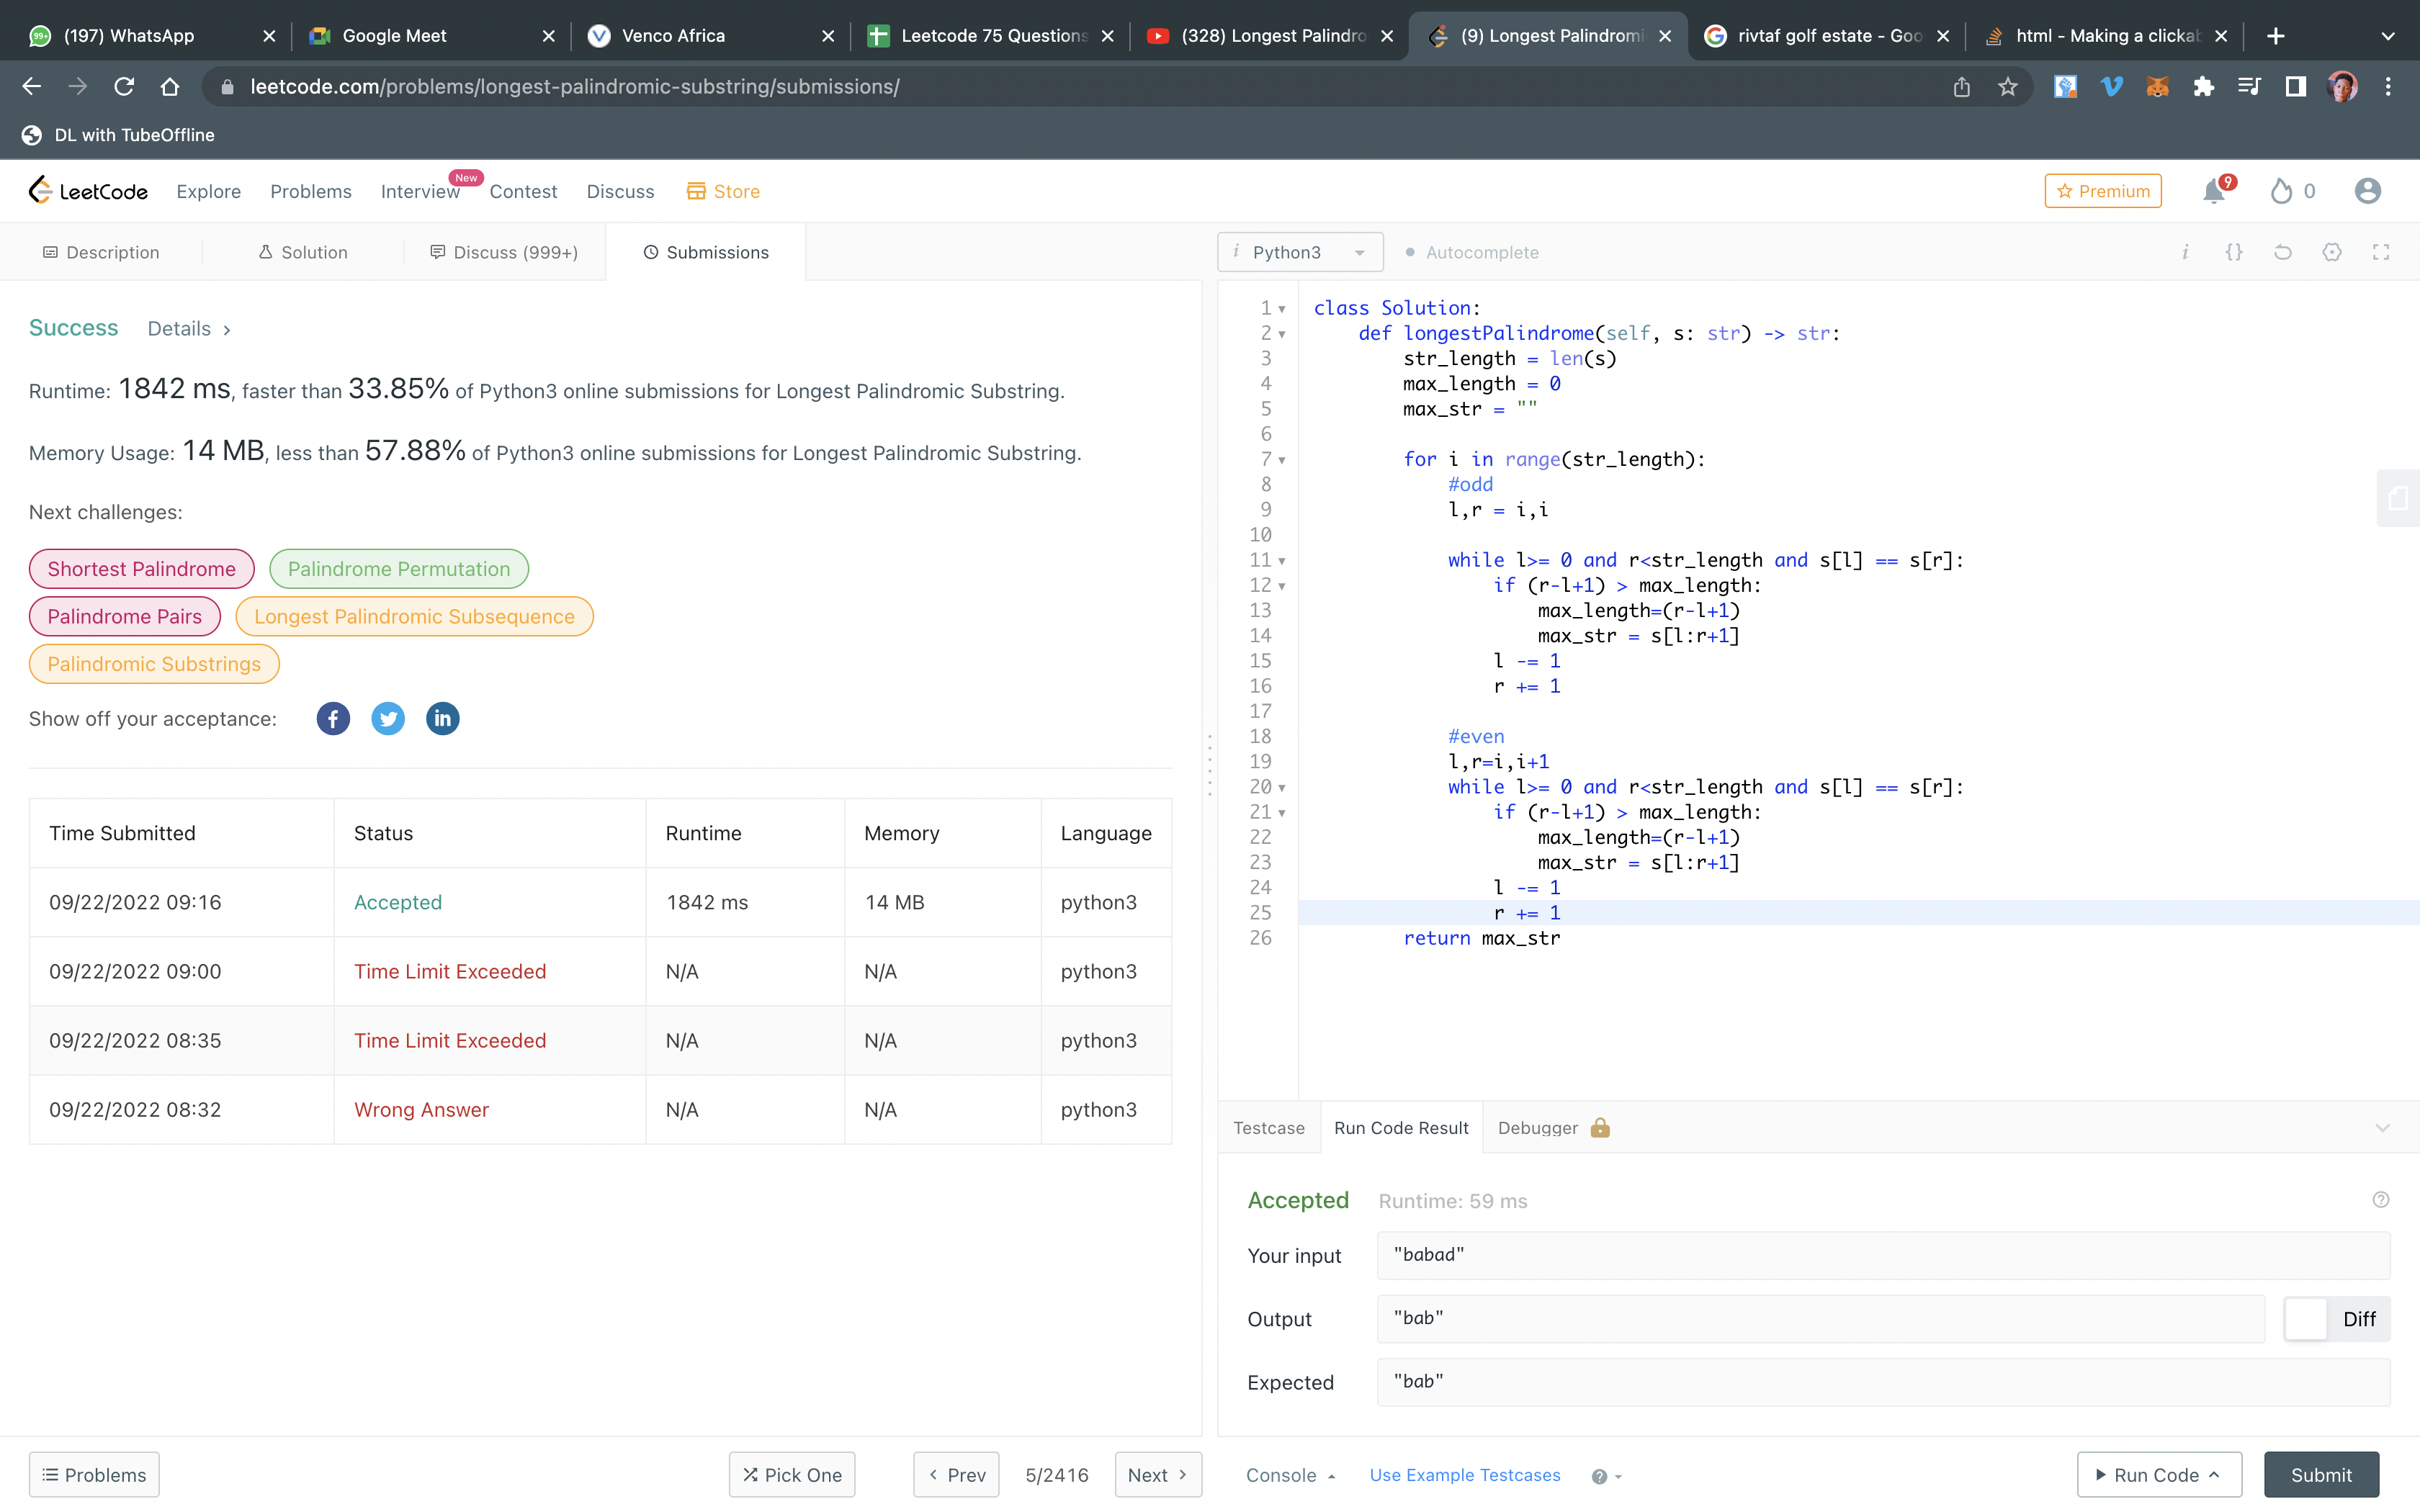 (197) WhatsApp
Google Meet
Venco Africa
Leetcode 75 Questions
(328) Longest Palindro
(9) Longest Palindromi
rivtaf golf estate - Goo
html - Making a clickab
leetcode.com/problems/longest-palindromic-substring/submissions/
DL with TubeOffline
LeetCode
Explore
Problems
Interview
New
Contest
Discuss
Store
Premium
9
0
Description
Solution
Discuss (999+)
Submissions
Success Details >
Runtime: 1842 ms, faster than 33.85% of Python3 online submissions for Longest Palindromic Substring.
Memory Usage: 14 MB, less than 57.88% of Python3 online submissions for Longest Palindromic Substring.
Next challenges:
Shortest Palindrome
Palindrome Permutation
Palindrome Pairs
Longest Palindromic Subsequence
Palindromic Substrings
Show off your acceptance:
Time Submitted Status Runtime Memory Language
09/22/2022 09:16 Accepted 1842 ms 14 MB python3
09/22/2022 09:00 Time Limit Exceeded N/A N/A python3
09/22/2022 08:35 Time Limit Exceeded N/A N/A python3
09/22/2022 08:32 Wrong Answer N/A N/A python3
Problems
Pick One
Prev
5/2416
Next
i Python3
Autocomplete
i {}
1 class Solution:
2 def longestPalindrome(self, s: str) -> str:
3 str_length = len(s)
4 max_length = 0
5 max_str = ""
6
7 for i in range(str_length):
8 #odd
9 l,r = i,i
10
11 while l>= 0 and r<str_length and s[l] == s[r]:
12 if (r-l+1) > max_length:
13 max_length=(r-l+1)
14 max_str = s[l:r+1]
15 l -= 1
16 r += 1
17
18 #even
19 l,r=i,i+1
20 while l>= 0 and r<str_length and s[l] == s[r]:
21 if (r-l+1) > max_length:
22 max_length=(r-l+1)
23 max_str = s[l:r+1]
24 l -= 1
25 r += 1
26 return max_str
Testcase
Run Code Result
Debugger
Accepted Runtime: 59 ms
Your input "babad"
Output "bab"
Diff
Expected "bab"
Console
Use Example Testcases
Run Code
Submit